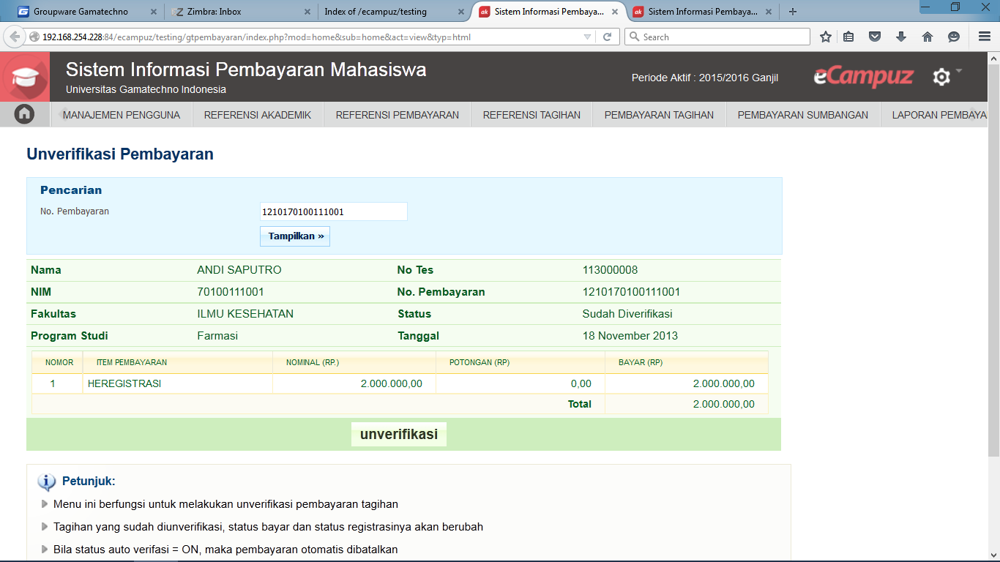 Groupware Gamatechno
Zimbra: Inbox
Index of /ecampuz/testing
Sistem Informasi Pembaya...
Sistem Informasi Pembaya...
192.168.254.228:84/ecampuz/testing/gtpembayaran/index.php?mod=home&sub=home&act=view&typ=html
Search
Sistem Informasi Pembayaran Mahasiswa
Universitas Gamatechno Indonesia
Periode Aktif : 2015/2016 Ganjil
eCampuz
MANAJEMEN PENGGUNA REFERENSI AKADEMIK REFERENSI PEMBAYARAN REFERENSI TAGIHAN PEMBAYARAN TAGIHAN PEMBAYARAN SUMBANGAN LAPORAN PEMBAYA
Unverifikasi Pembayaran
Pencarian
No. Pembayaran 1210170100111001
Tampilkan »
Nama ANDI SAPUTRO No Tes 113000008
NIM 70100111001 No. Pembayaran 1210170100111001
Fakultas ILMU KESEHATAN Status Sudah Diverifikasi
Program Studi Farmasi Tanggal 18 November 2013
NOMOR ITEM PEMBAYARAN NOMINAL (RP.) POTONGAN (RP) BAYAR (RP)
1 HEREGISTRASI 2.000.000,00 0,00 2.000.000,00
Total 2.000.000,00
unverifikasi
Petunjuk:
Menu ini berfungsi untuk melakukan unverifikasi pembayaran tagihan
Tagihan yang sudah diunverifikasi, status bayar dan status registrasinya akan berubah
Bila status auto verifasi = ON, maka pembayaran otomatis dibatalkan